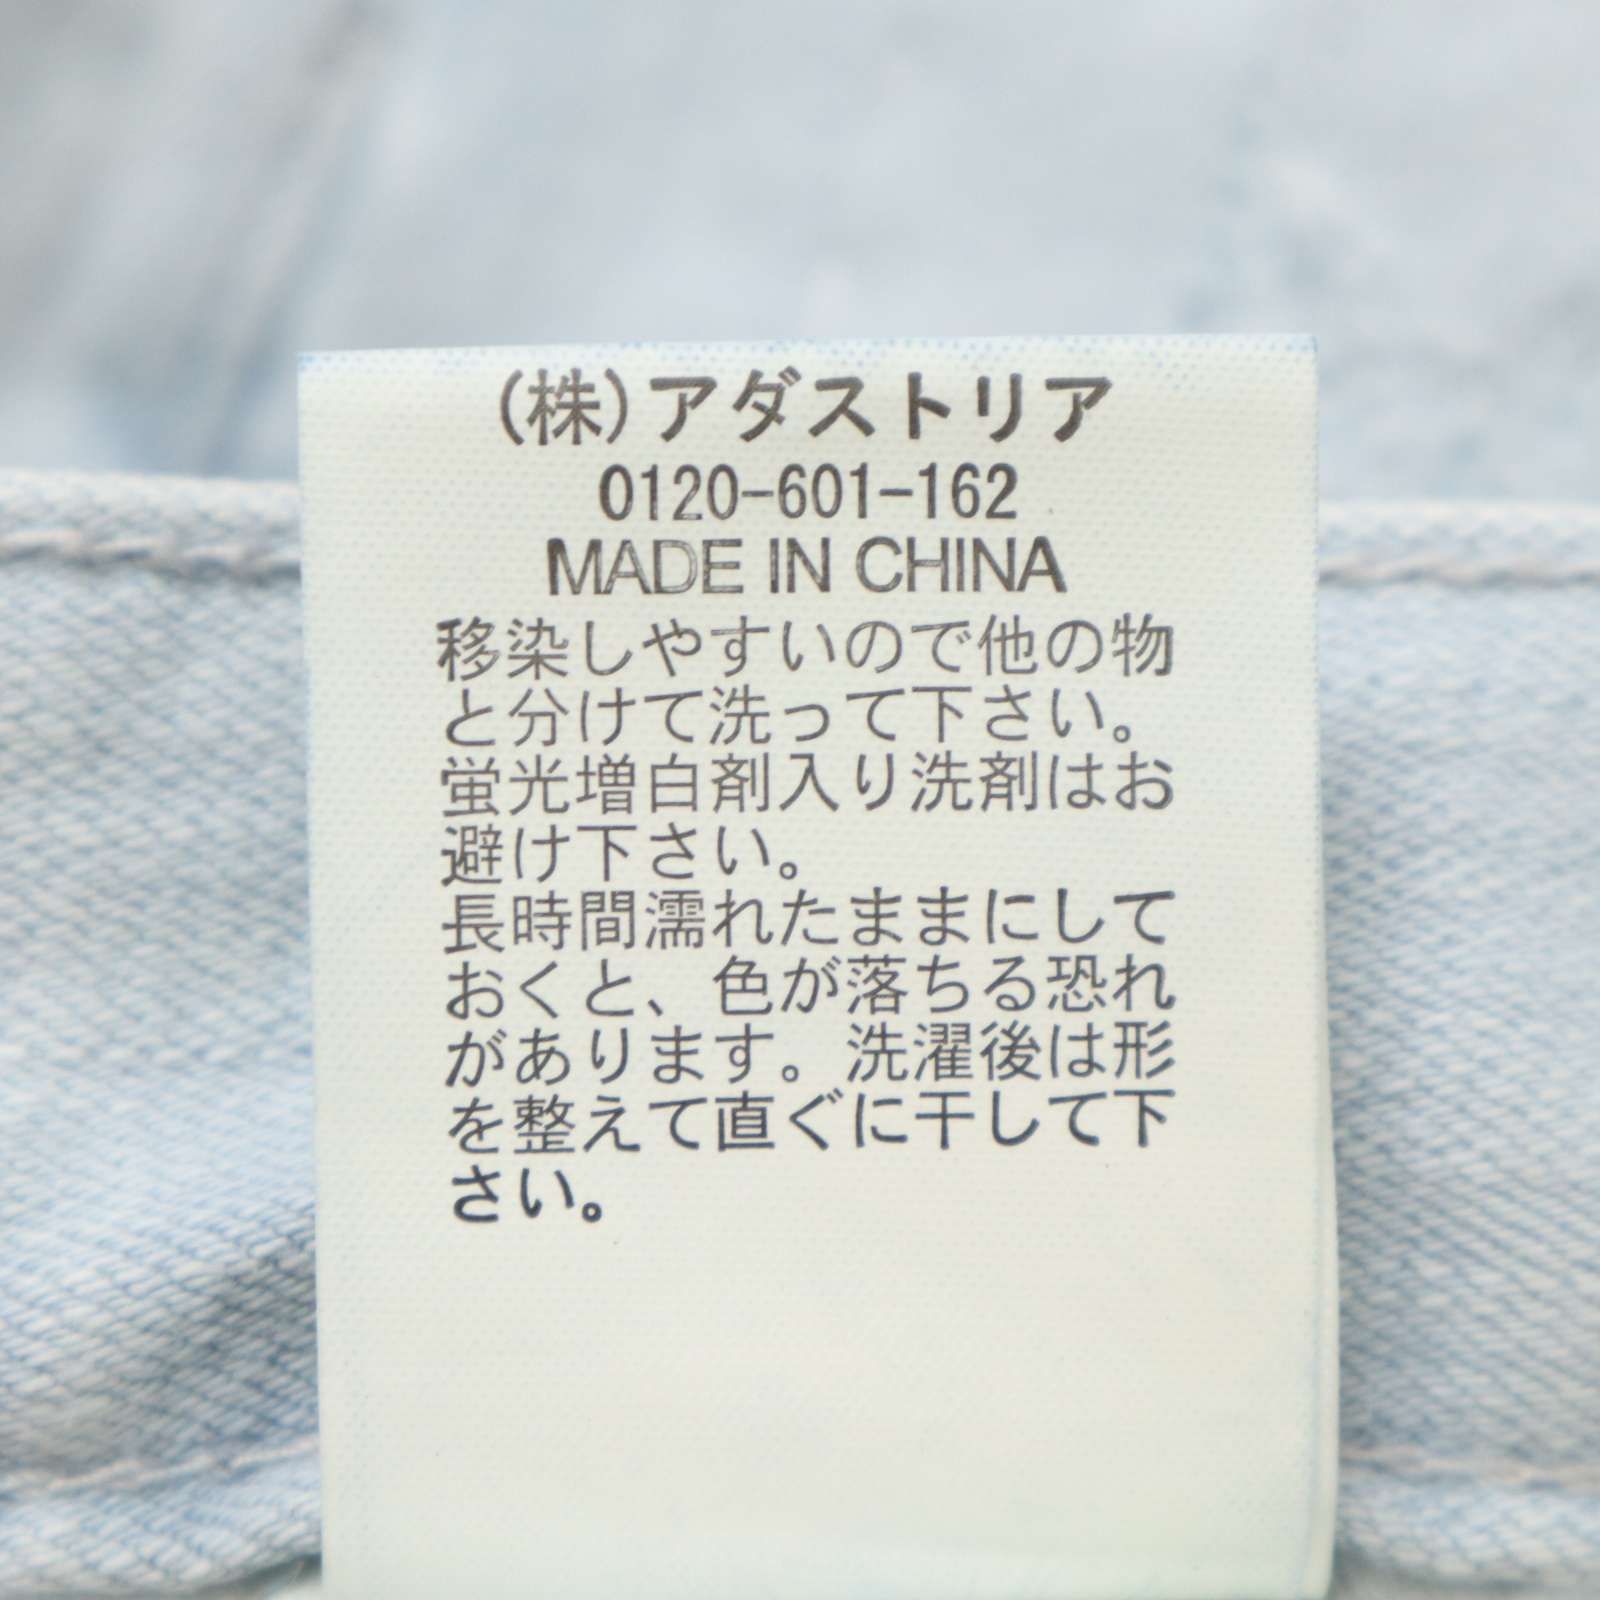 (株)アダストリア
0120-601-162
MADE IN CHINA
移染しやすいので他の物
と分けて洗って下さい。
蛍光増白剤入り洗剤はお
避け下さい。
長時間濡れたままにして
おくと、色が落ちる恐れ
があります。洗濯後は形
を整えて直ぐに干して下
さい。